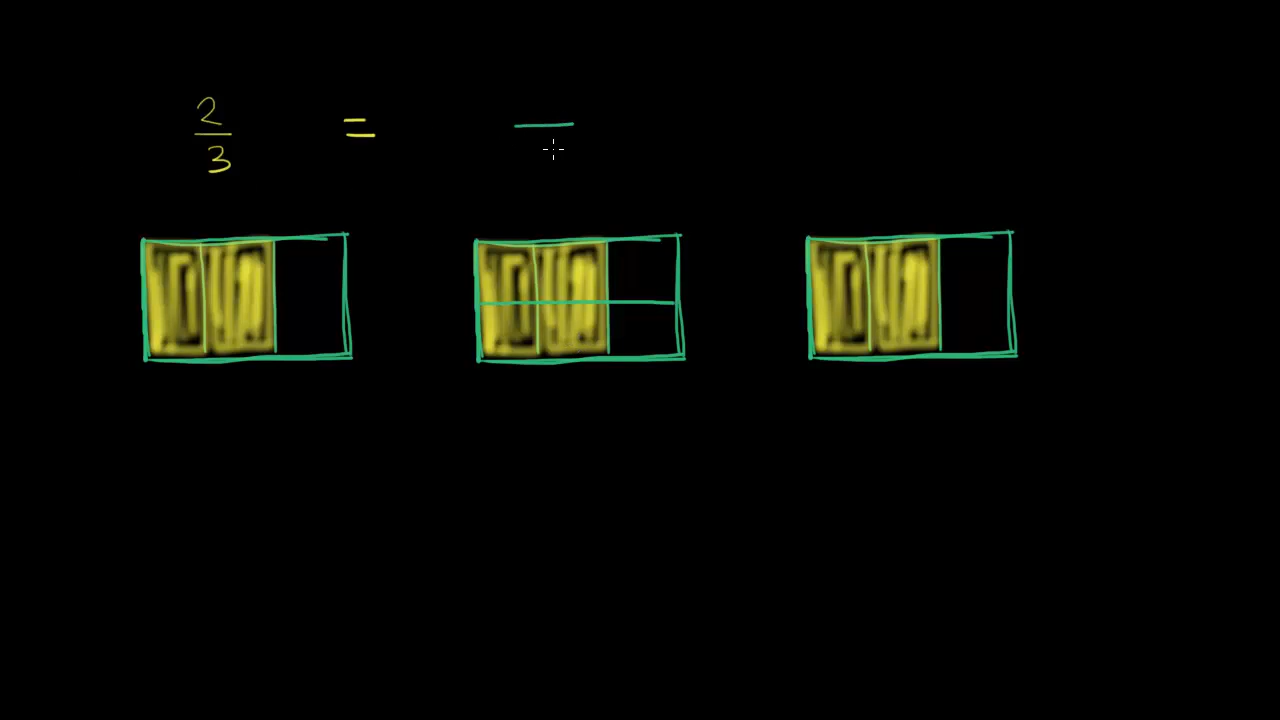 2/3 =